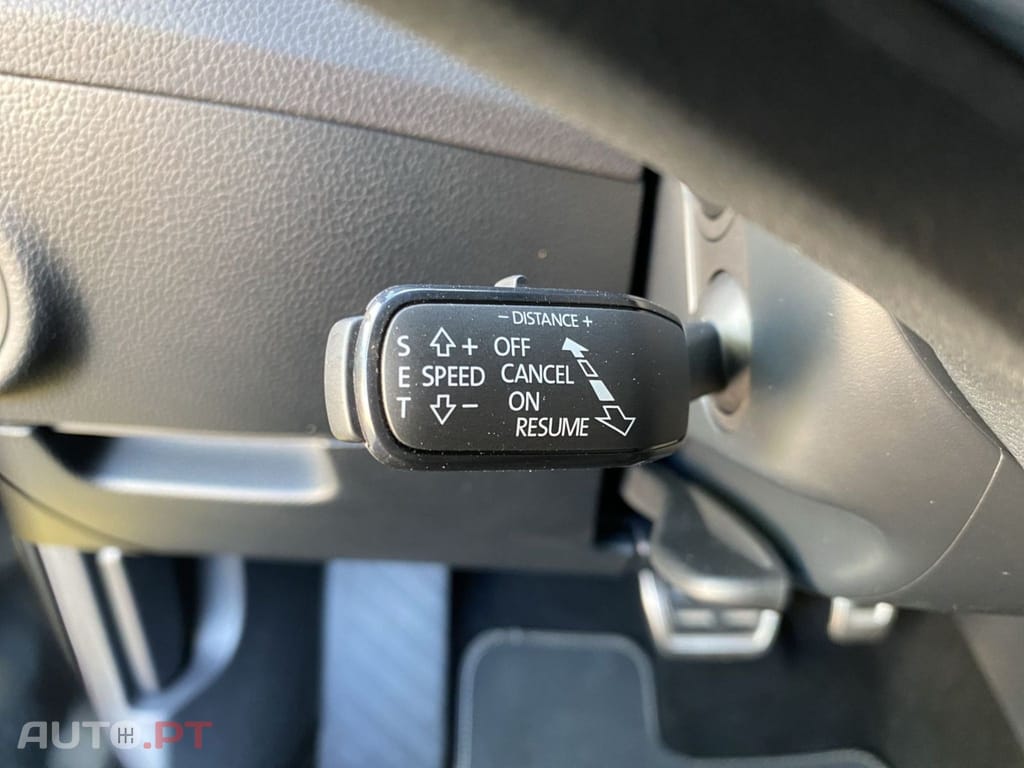 – DISTANCE +
S + OFF
E SPEED CANCEL
T – ON
RESUME
AUTO.PT